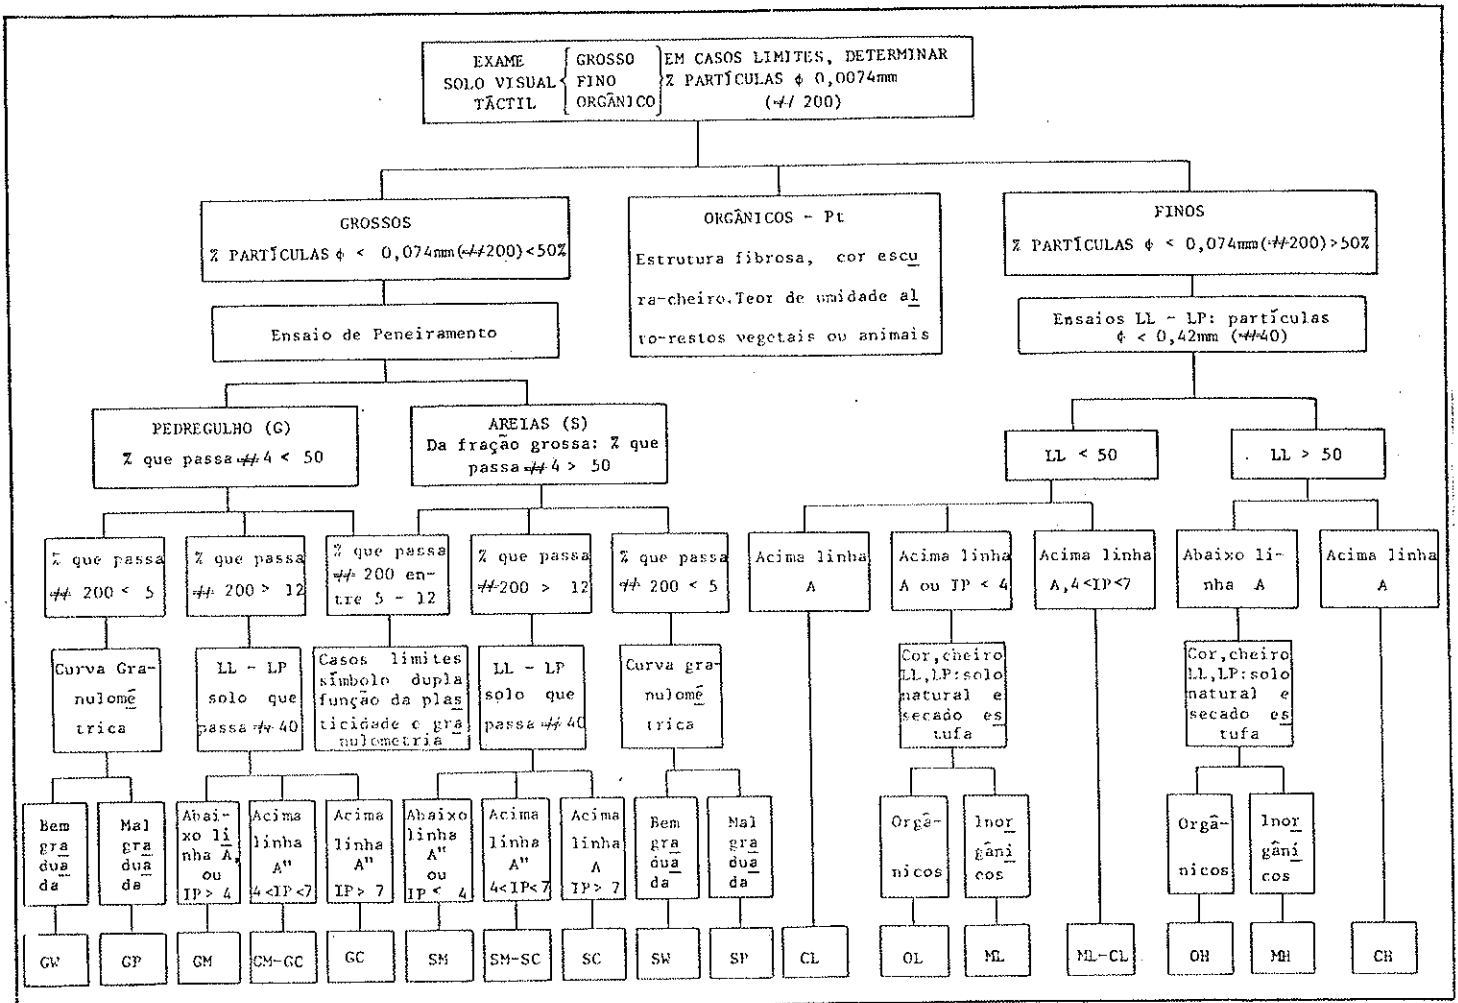 EXAME
SOLO VISUAL
TÁCTIL
GROSSO
FINO
ORGÂNICO
EM CASOS LIMITES, DETERMINAR
% PARTÍCULAS ϕ 0,0074mm
(# 200)
GROSSOS
% PARTÍCULAS ϕ < 0,074mm(#200)<50%
ORGÂNICOS - Pt
Estrutura fibrosa, cor escu
ra-cheiro.Teor de umidade al
to-restos vegetais ou animais
FINOS
% PARTÍCULAS ϕ < 0,074mm(#200)>50%
Ensaio de Peneiramento
Ensaios LL - LP: partículas
ϕ < 0,42mm (#40)
PEDREGULHO (G)
% que passa # 4 < 50
AREIAS (S)
Da fração grossa: % que
passa # 4 > 50
LL < 50
LL > 50
% que passa
# 200 < 5
% que passa
# 200 > 12
% que passa
# 200 en-
tre 5 - 12
% que passa
#200 > 12
% que passa
# 200 < 5
Acima linha
A
Acima linha
A ou IP < 4
Acima linha
A,4<IP<7
Abaixo li-
nha A
Acima linha
A
Curva Gra-
nulomé
trica
LL - LP
solo que
passa # 40
Casos limites
símbolo dupla
função da plas
ticidade e gra
nulometria
LL - LP
solo que
passa # 40
Curva gra-
nulomé
trica
Cor,cheiro
LL,LP:solo
natural e
secado es
tufa
Cor,cheiro
LL,LP:solo
natural e
secado es
tufa
Bem
gra
dua
da
Mal
gra
dua
da
Abai-
xo li
nha A,
ou
IP> 4
Acima
linha
A"
4<IP<7
Acima
linha
A"
IP> 7
Abaixo
linha
A"
ou
IP< 4
Acima
linha
A"
4<IP<7
Acima
linha
A
IP> 7
Bem
gra
dua
da
Mal
gra
dua
da
Orgâ-
nicos
Inor
gâni
cos
Orgâ-
nicos
Inor
gâni
cos
GW
GP
GM
GM-GC
GC
SM
SM-SC
SC
SW
SP
CL
OL
ML
ML-CL
OH
MH
CH